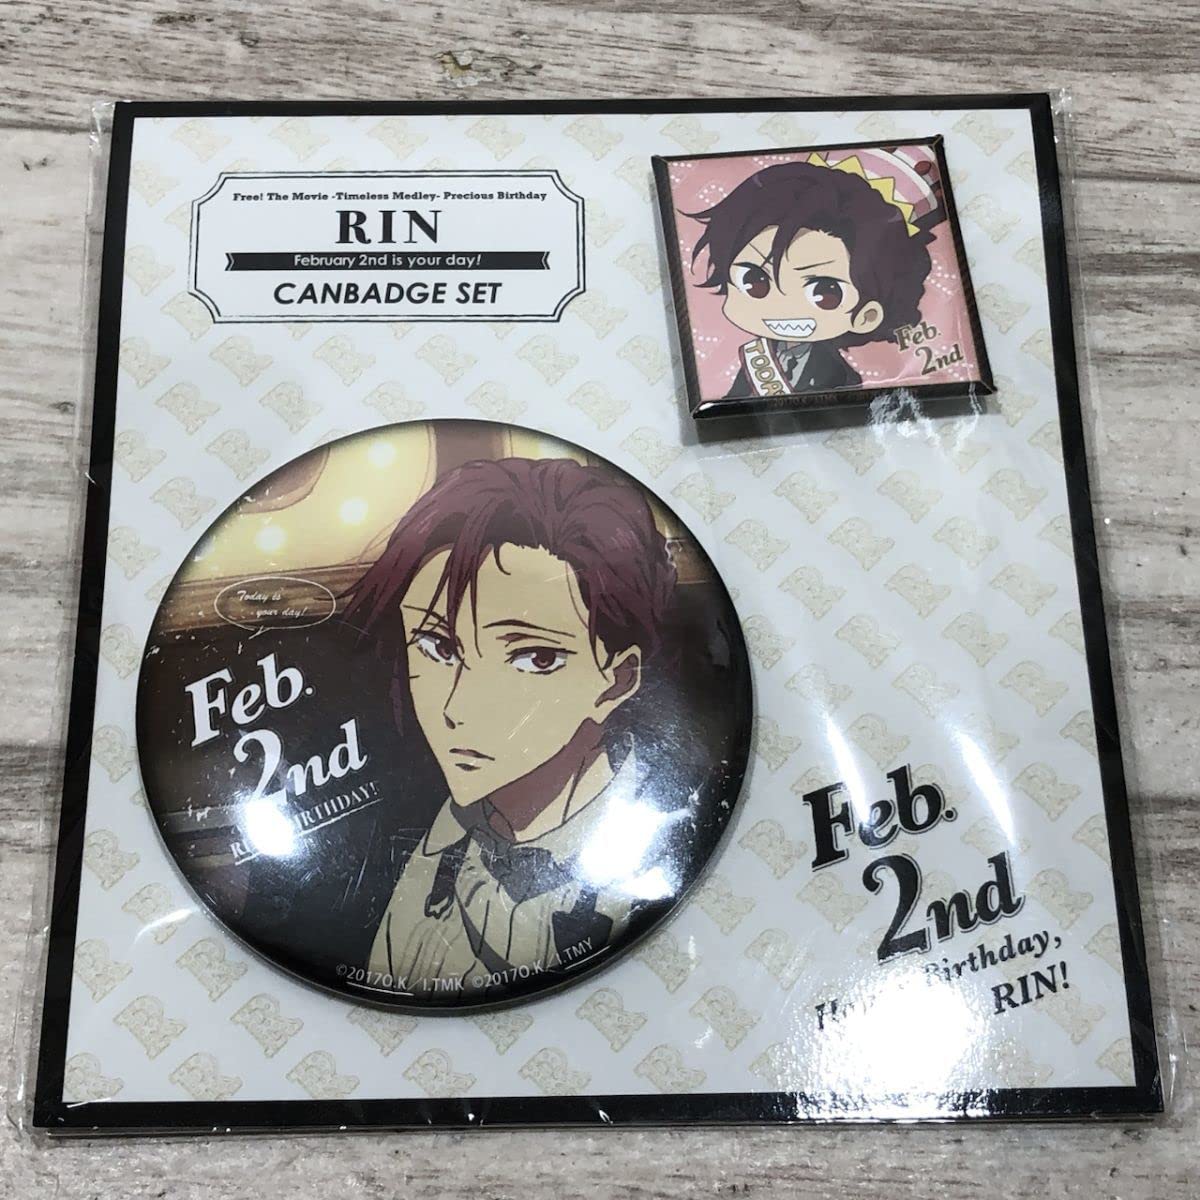 Free! The Movie -Timeless Medley- Precious Birthday
RIN
February 2nd is your day!
CANBADGE SET
Feb.
2nd
Today is
your day!
Feb.
2nd
BIRTHDAY!
©2017O.K/I.TMK ©2017O.K/I.TMY
Feb.
2nd
Birthday,
RIN!